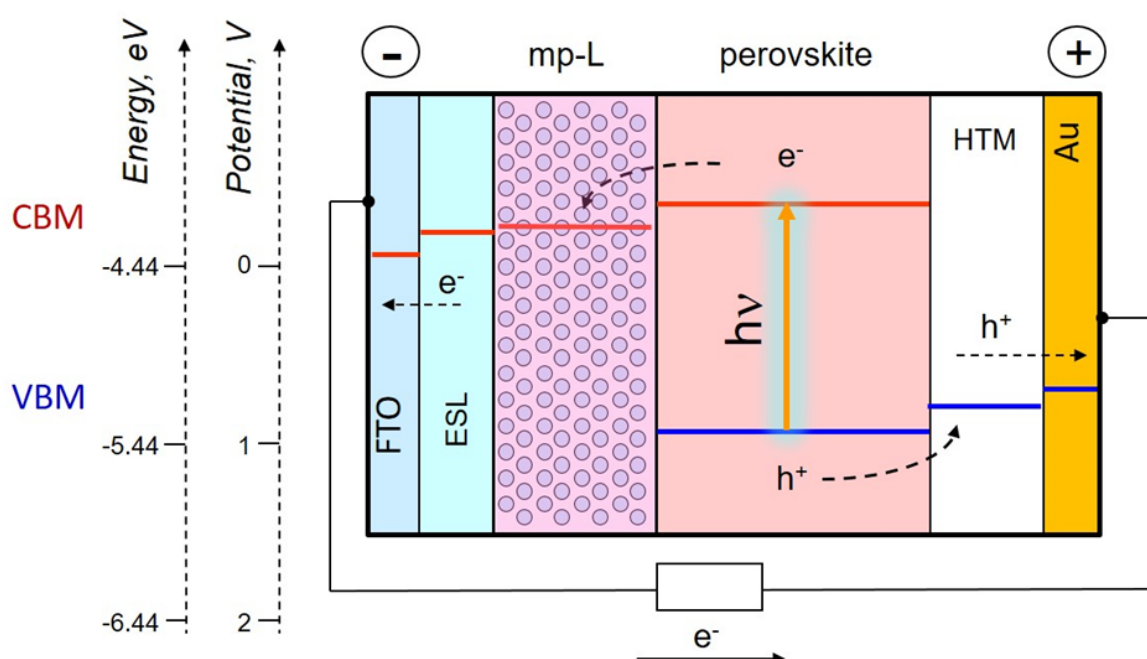 Energy, eV
Potential, V
-
mp-L
perovskite
+
CBM
VBM
-4.44
-5.44
-6.44
0
1
2
e-
FTO
ESL
e-
hν
h+
HTM
h+
Au
e-